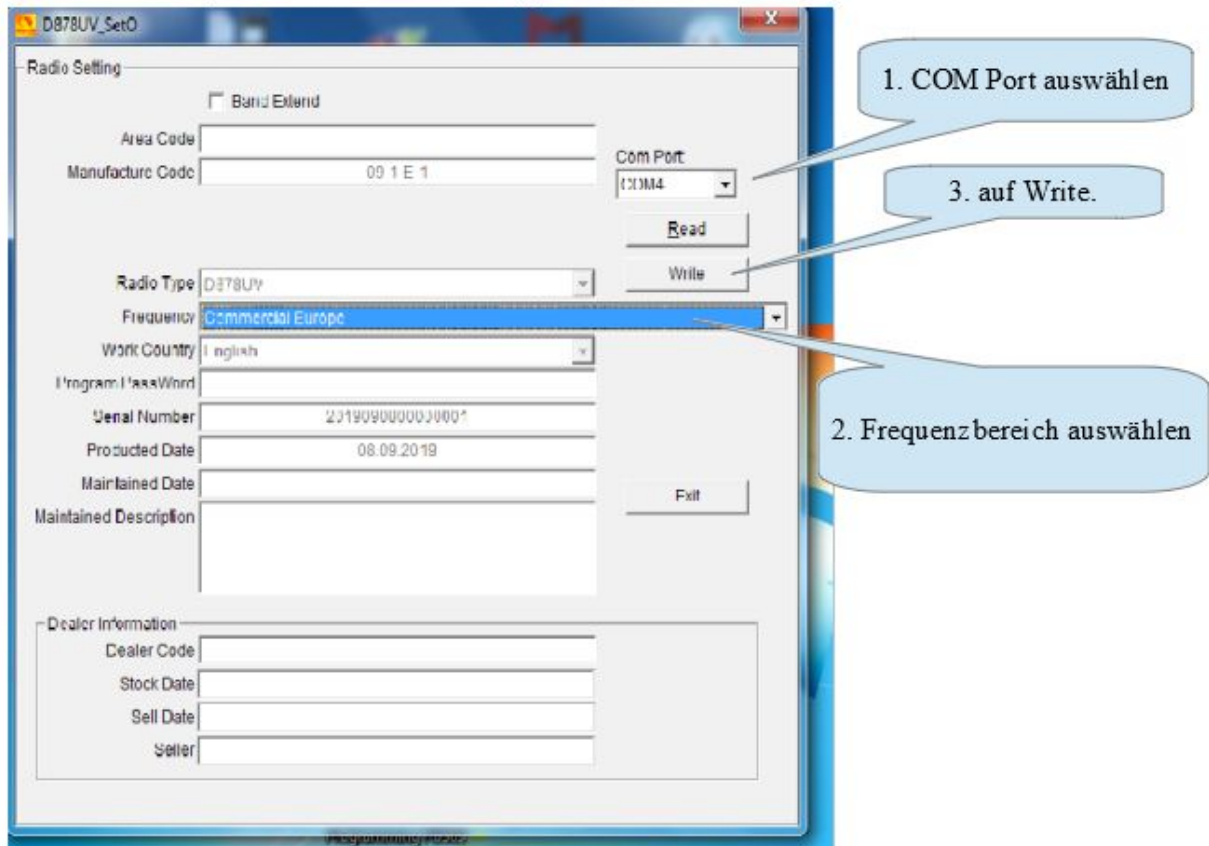 D878UV_SetO
Radio Setting
Band Extend
Area Code
Manufacture Code
Com Port
COM4
Read
Write
Radio Type D878UV
Frequency Commercial Europe
Work Country English
Program PassWord
Serial Number
Producted Date 08.09.2019
Maintained Date
Maintained Description
Exit
Dealer Information
Dealer Code
Stock Date
Sell Date
Seller
1. COM Port auswählen
3. auf Write.
2. Frequenzbereich auswählen